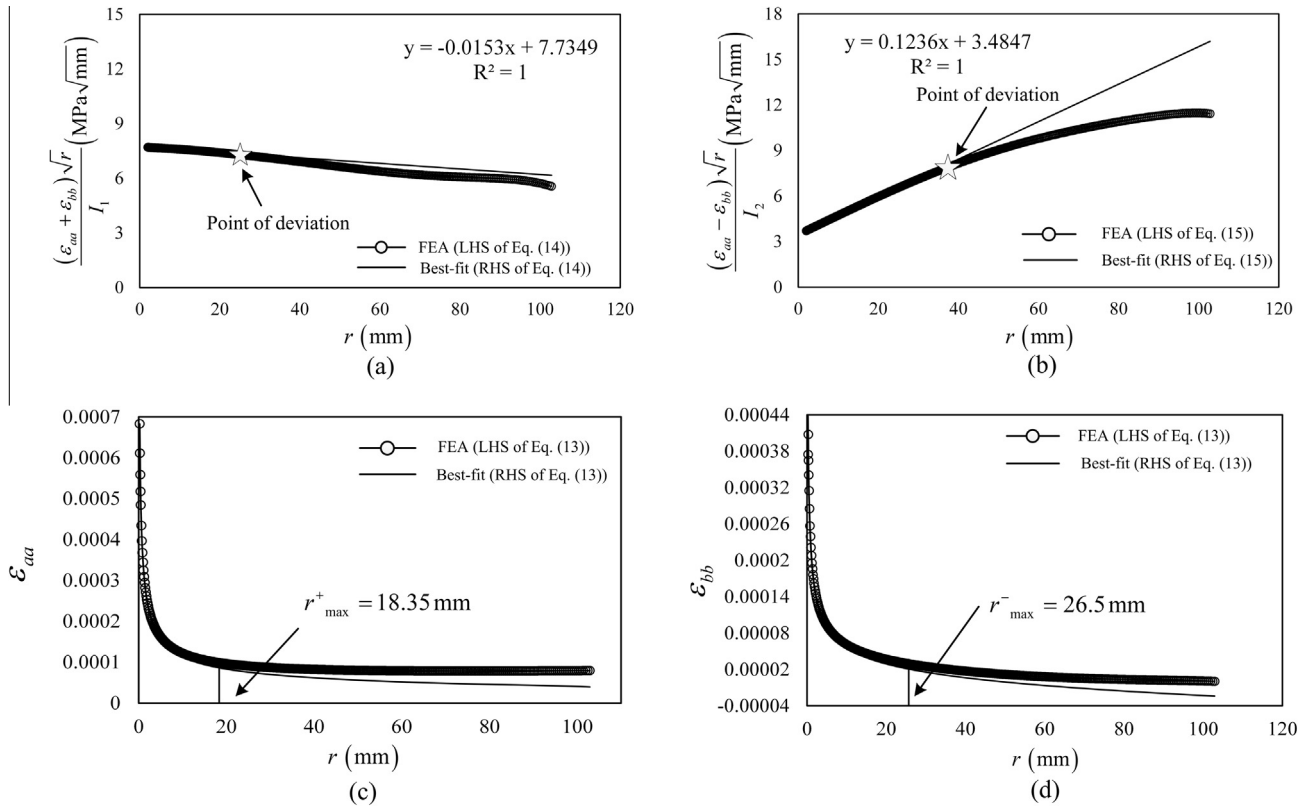 15
12
9
6
3
0
0
20
40
60
80
100
120
(ε_aa + ε_bb)√r / I_1 (MPa√mm)
y = -0.0153x + 7.7349
R² = 1
Point of deviation
FEA (LHS of Eq. (14))
Best-fit (RHS of Eq. (14))
r (mm)
(a)
18
15
12
9
6
3
0
0
20
40
60
80
100
120
(ε_aa − ε_bb)√r / I_2 (MPa√mm)
y = 0.1236x + 3.4847
R² = 1
Point of deviation
FEA (LHS of Eq. (15))
Best-fit (RHS of Eq. (15))
r (mm)
(b)
0.0007
0.0006
0.0005
0.0004
0.0003
0.0002
0.0001
0
0
20
40
60
80
100
ε_aa
FEA (LHS of Eq. (13))
Best-fit (RHS of Eq. (13))
r⁺_max = 18.35 mm
r (mm)
(c)
0.00044
0.00038
0.00032
0.00026
0.0002
0.00014
0.00008
0.00002
-0.00004
0
20
40
60
80
100
120
ε_bb
FEA (LHS of Eq. (13))
Best-fit (RHS of Eq. (13))
r⁻_max = 26.5 mm
r (mm)
(d)